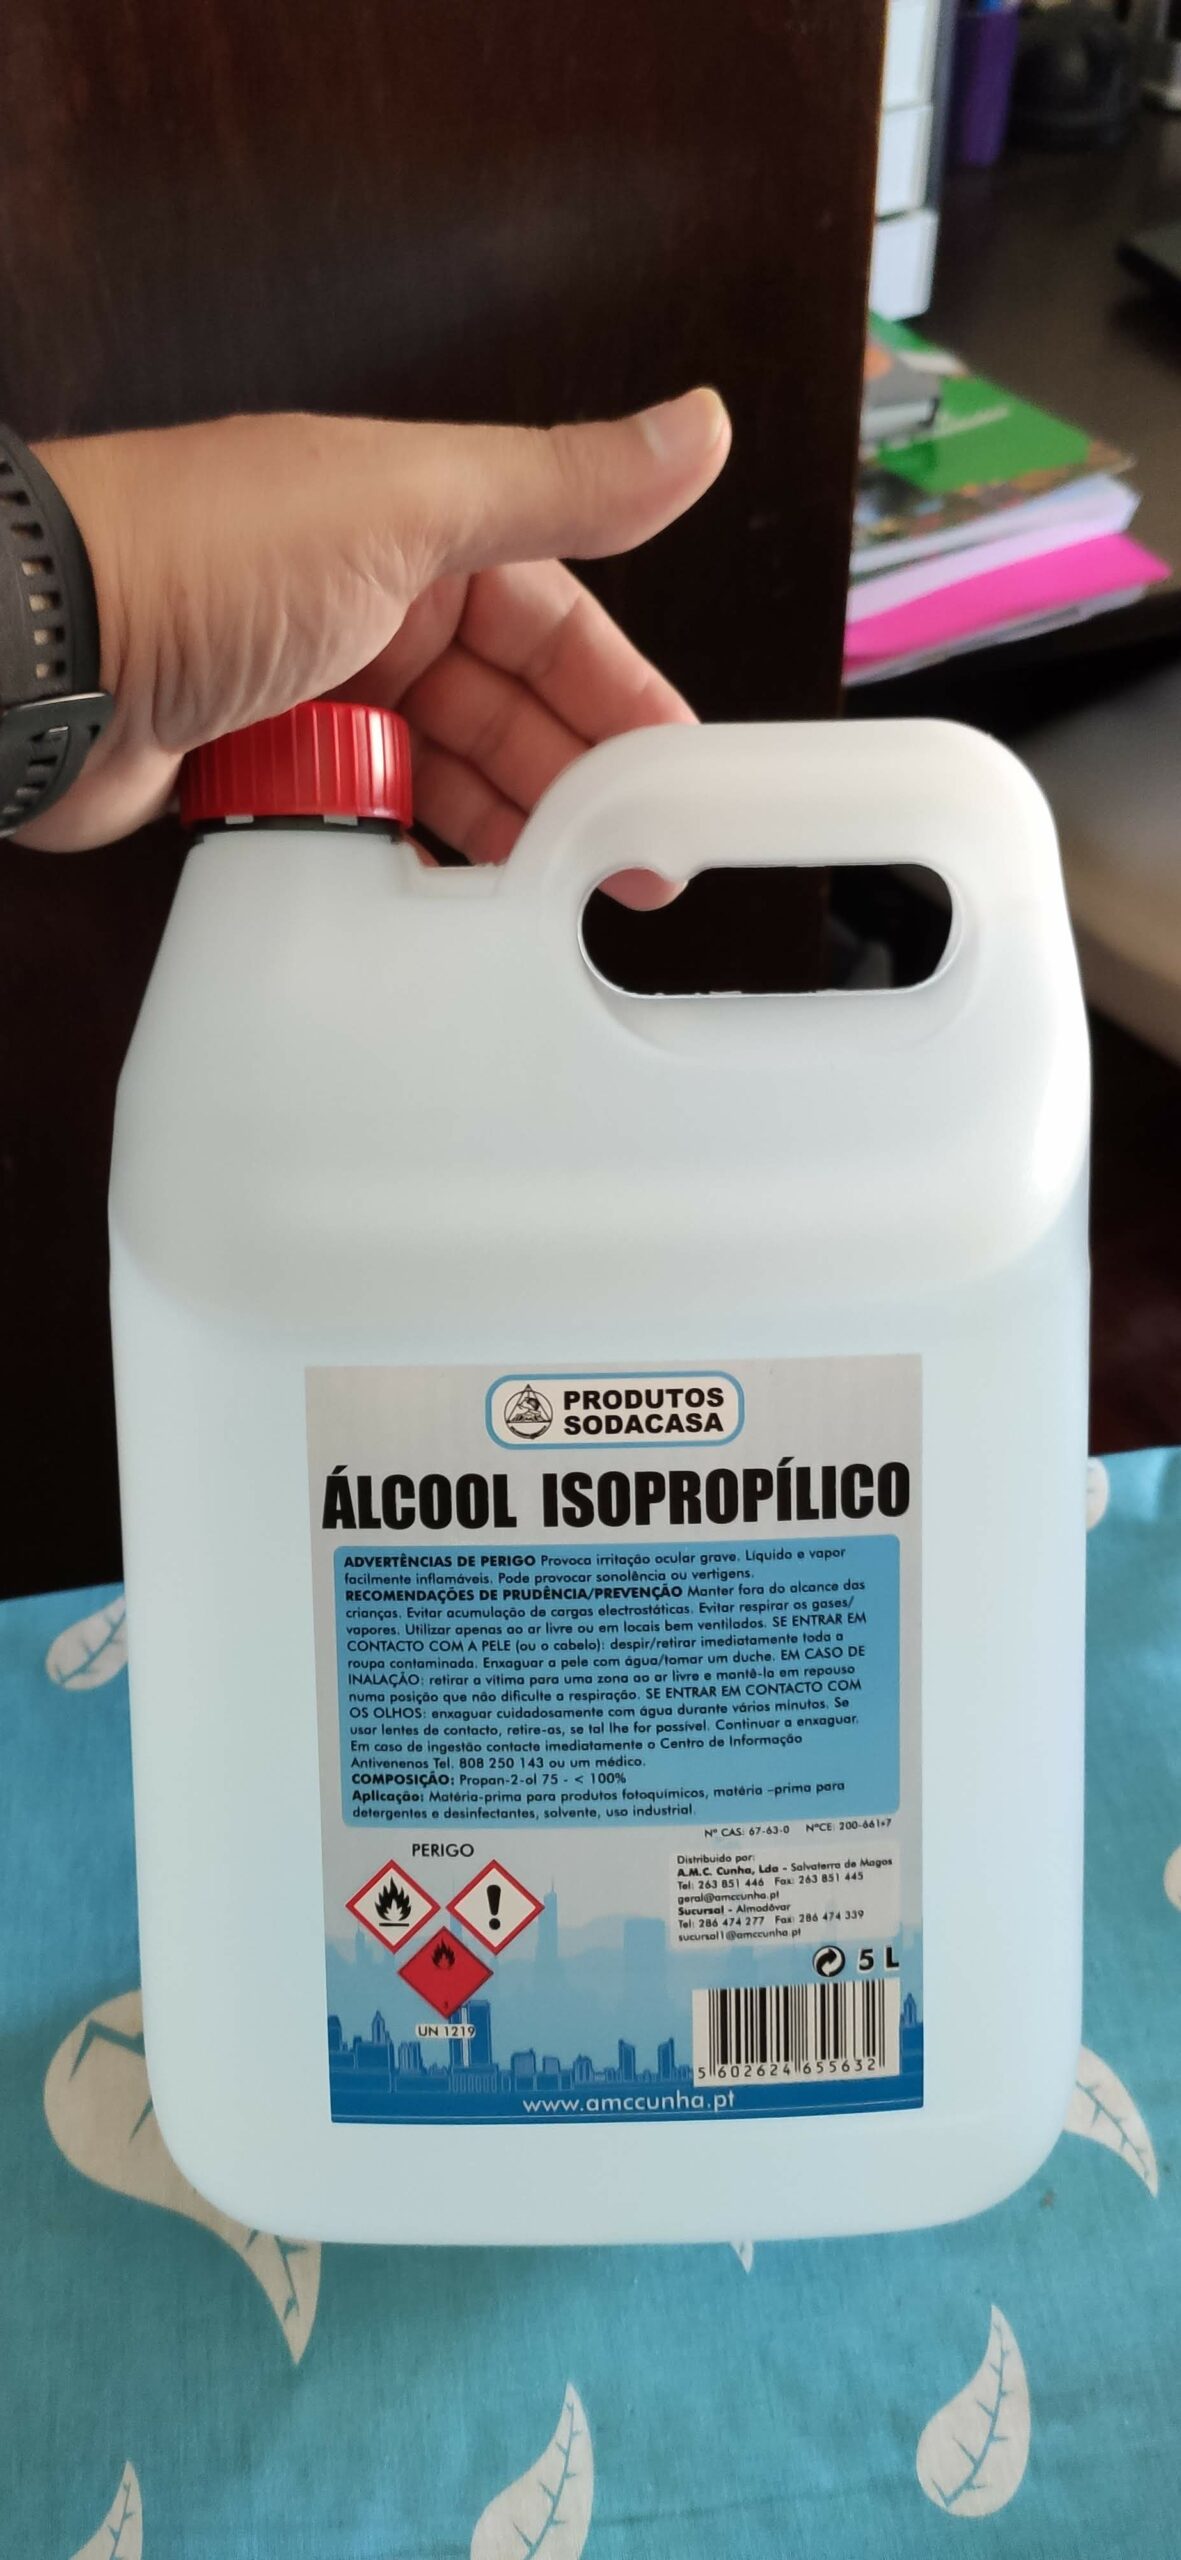 PRODUTOS
SODACASA
ÁLCOOL ISOPROPÍLICO
ADVERTÊNCIAS DE PERIGO Provoca irritação ocular grave. Líquido e vapor
facilmente inflamáveis. Pode provocar sonolência ou vertigens.
RECOMENDAÇÕES DE PRUDÊNCIA/PREVENÇÃO Manter fora do alcance das
crianças. Evitar acumulação de cargas electrostáticas. Evitar respirar os gases/
vapores. Utilizar apenas ao ar livre ou em locais bem ventilados. SE ENTRAR EM
CONTACTO COM A PELE (ou o cabelo): despir/retirar imediatamente toda a
roupa contaminada. Enxaguar a pele com água/tomar um duche. EM CASO DE
INALAÇÃO: retirar a vítima para uma zona ao ar livre e mantê-la em repouso
numa posição que não dificulte a respiração. SE ENTRAR EM CONTACTO COM
OS OLHOS: enxaguar cuidadosamente com água durante vários minutos. Se
usar lentes de contacto, retire-as, se tal lhe for possível. Continuar a enxaguar.
Em caso de ingestão contacte imediatamente o Centro de Informação
Antivenenos Tel. 808 250 143 ou um médico.
COMPOSIÇÃO: Propan-2-ol 75 - < 100%
Aplicação: Matéria-prima para produtos fotoquímicos, matéria -prima para
detergentes e desinfectantes, solvente, uso industrial.
Nº CAS: 67-63-0 NºCE: 200-661-7
PERIGO
Distribuido por:
A.M.C. Cunha, Lda - Salvaterra de Magos
Tel: 263 851 446 Fax: 263 851 445
geral@amccunha.pt
Sucursal - Almodôvar
Tel: 286 474 277 Fax: 286 474 339
sucursal1@amccunha.pt
5 L
3
UN 1219
5 602624 655632
www.amccunha.pt